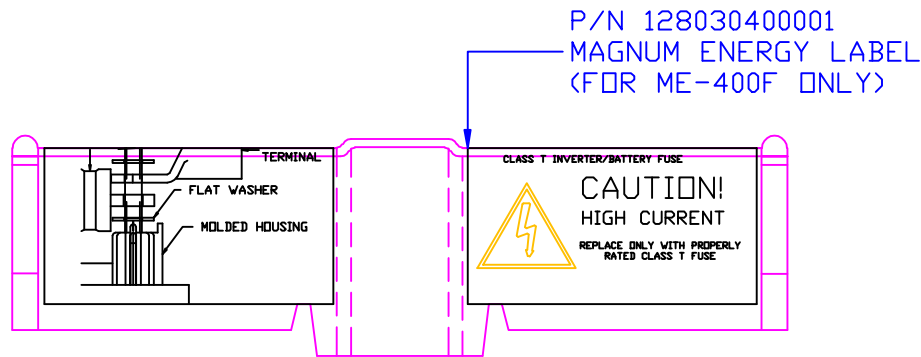 P/N 128030400001
MAGNUM ENERGY LABEL
(FOR ME-400F ONLY)
TERMINAL
FLAT WASHER
MOLDED HOUSING
CLASS T INVERTER/BATTERY FUSE
CAUTION!
HIGH CURRENT
REPLACE ONLY WITH PROPERLY
RATED CLASS T FUSE